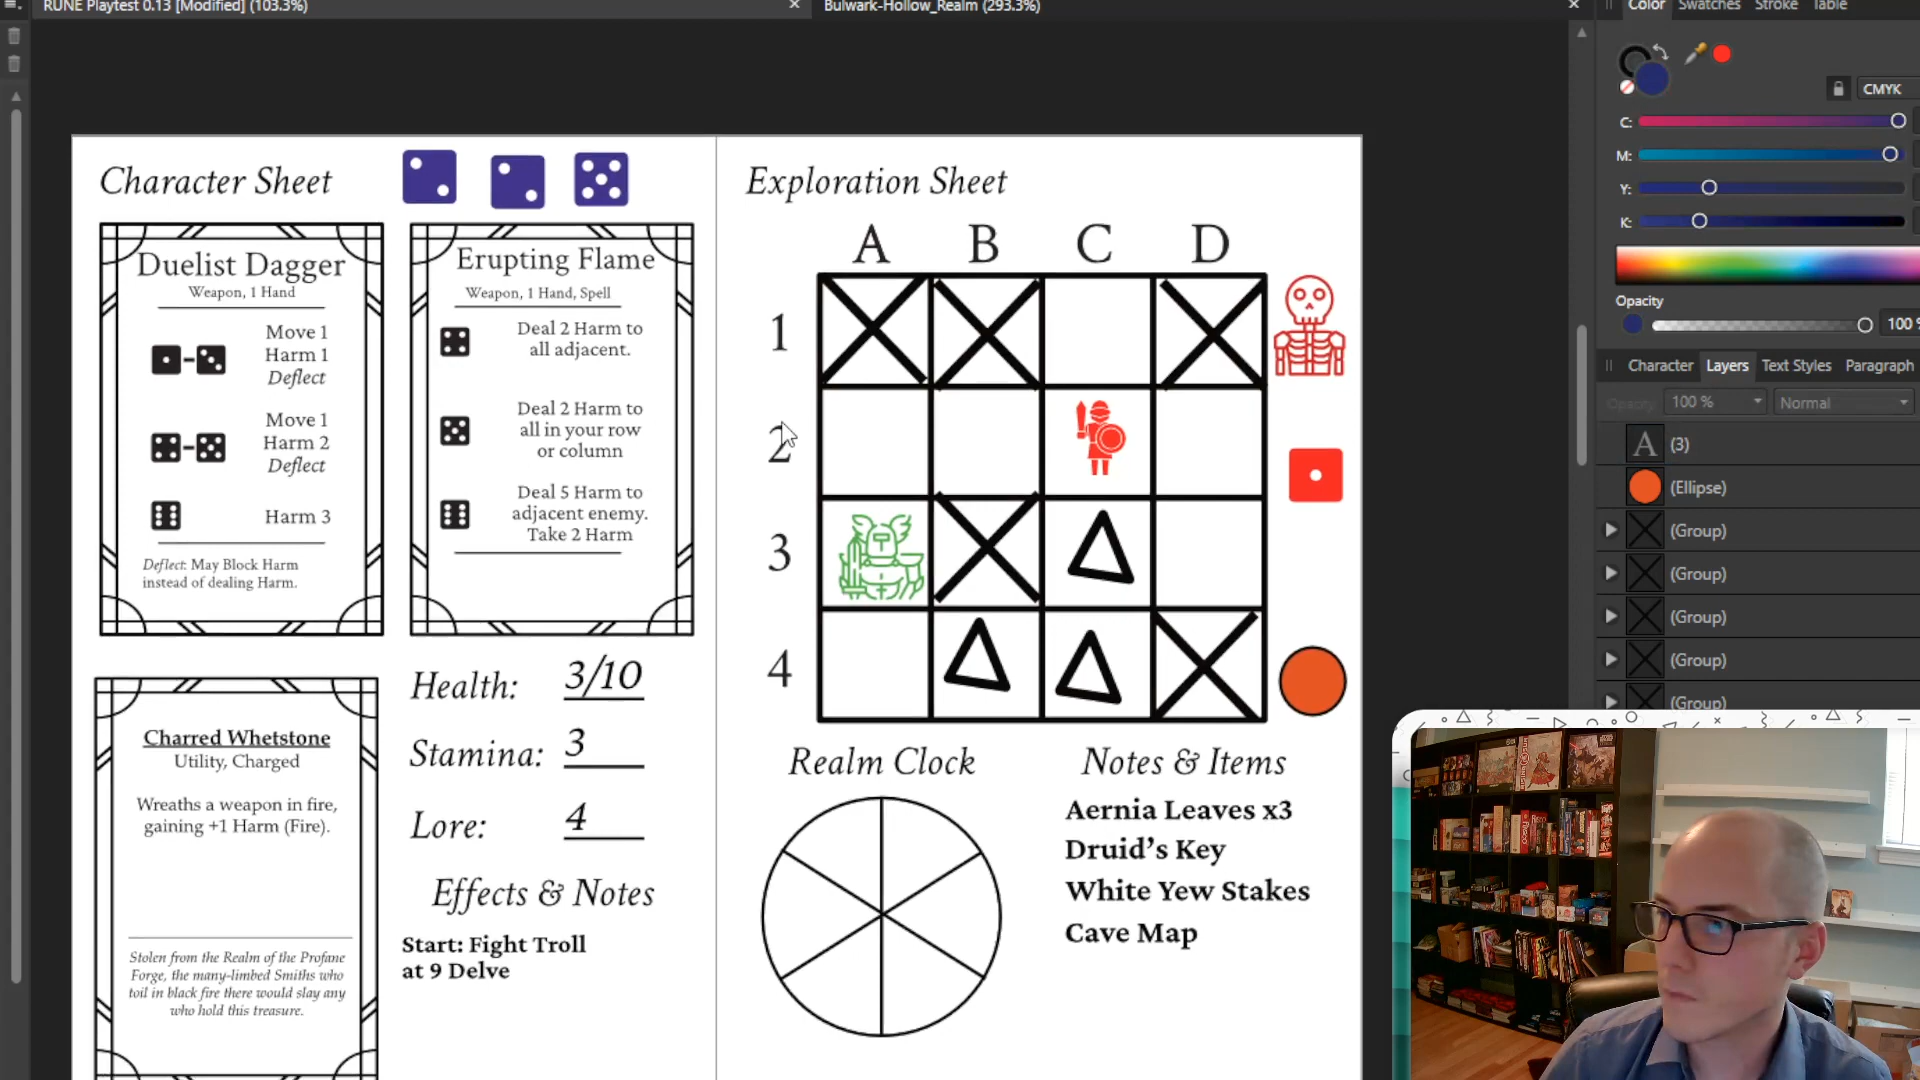 RUNE Playtest 0.13 [Modified] (103.3%)
Bulwark-Hollow_Realm (293.3%)
Color Swatches Stroke Table
CMYK
C:
M:
Y:
K:
Opacity
100 %
Character Layers Text Styles Paragraph
Opacity: 100 % Normal
A (3)
(Ellipse)
(Group)
(Group)
(Group)
(Group)
(Group)
Character Sheet
Duelist Dagger
Weapon, 1 Hand
Move 1
Harm 1
Deflect
Move 1
Harm 2
Deflect
Harm 3
Deflect: May Block Harm
instead of dealing Harm.
Erupting Flame
Weapon, 1 Hand, Spell
Deal 2 Harm to
all adjacent.
Deal 2 Harm to
all in your row
or column
Deal 5 Harm to
adjacent enemy.
Take 2 Harm
Charred Whetstone
Utility, Charged
Wreaths a weapon in fire,
gaining +1 Harm (Fire).
Stolen from the Realm of the Profane
Forge, the many-limbed Smiths who
toil in black fire there would slay any
who hold this treasure.
Health: 3/10
Stamina: 3
Lore: 4
Effects & Notes
Start: Fight Troll
at 9 Delve
Exploration Sheet
A B C D
1
2
3
4
Realm Clock
Notes & Items
Aernia Leaves x3
Druid's Key
White Yew Stakes
Cave Map